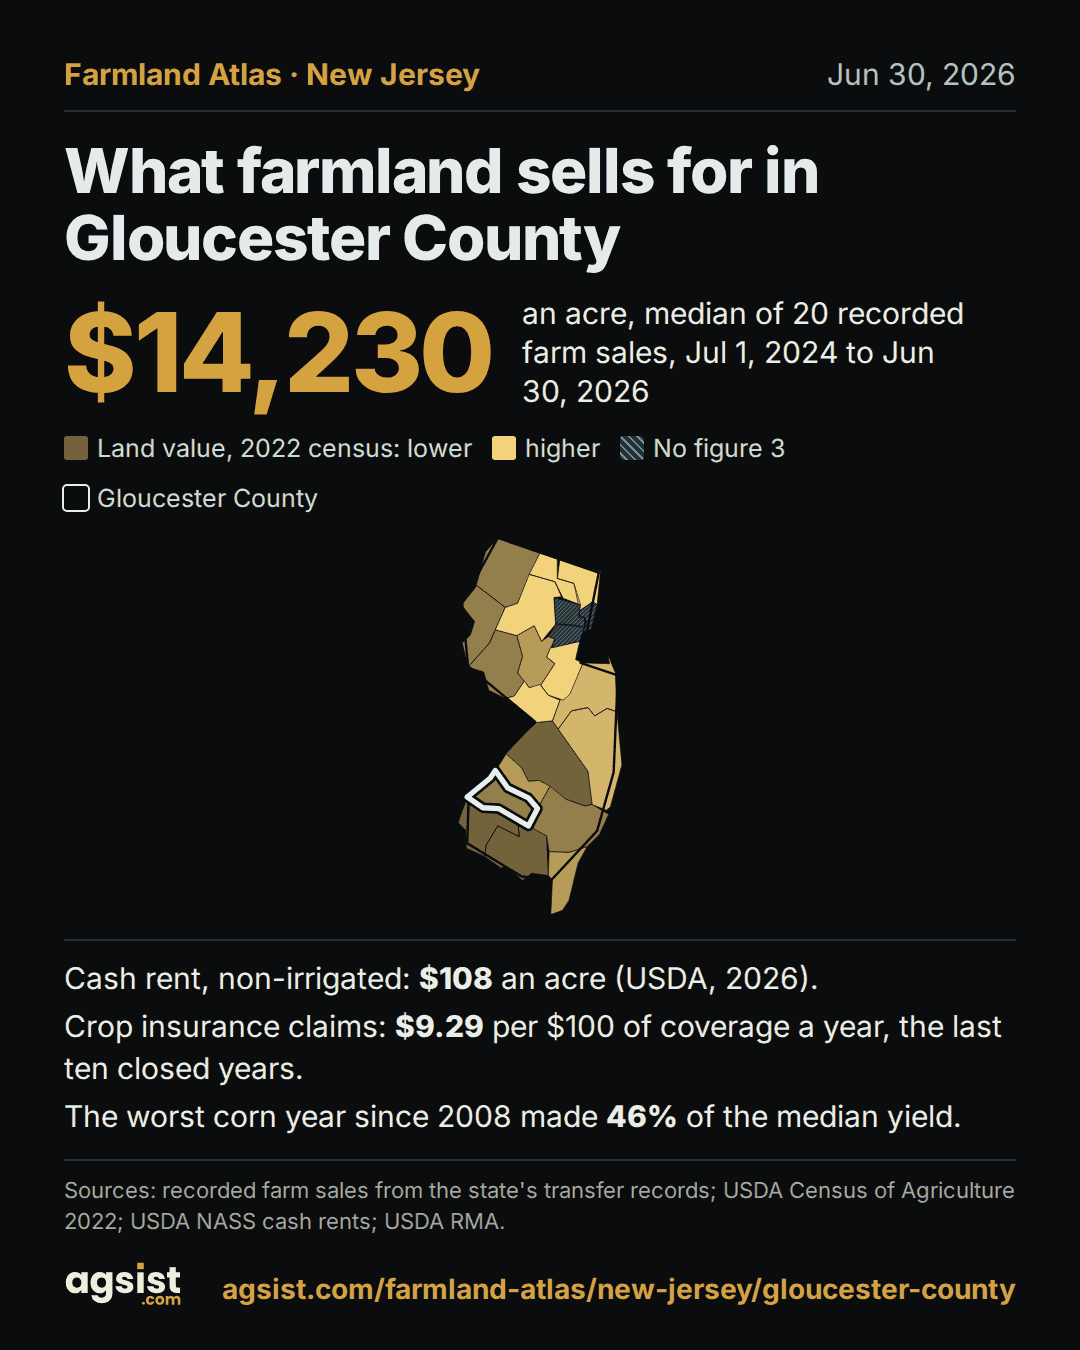 Farmland Atlas · New Jersey
Jun 30, 2026
What farmland sells for in
Gloucester County
$14,230
an acre, median of 20 recorded
farm sales, Jul 1, 2024 to Jun
30, 2026
Land value, 2022 census: lower
higher
No figure 3
Gloucester County
Cash rent, non-irrigated: $108 an acre (USDA, 2026).
Crop insurance claims: $9.29 per $100 of coverage a year, the last
ten closed years.
The worst corn year since 2008 made 46% of the median yield.
Sources: recorded farm sales from the state's transfer records; USDA Census of Agriculture
2022; USDA NASS cash rents; USDA RMA.
agsist
.com
agsist.com/farmland-atlas/new-jersey/gloucester-county